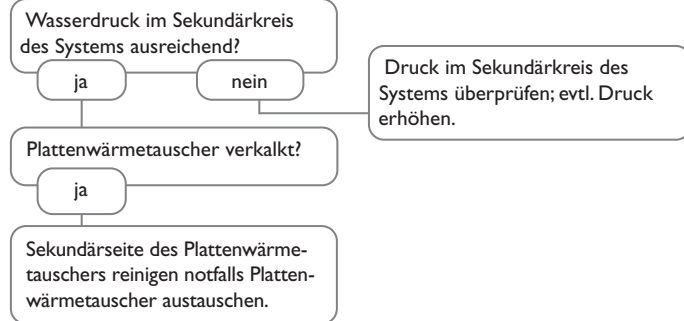 Wasserdruck im Sekundärkreis
des Systems ausreichend?
ja
nein
Druck im Sekundärkreis des
Systems überprüfen; evtl. Druck
erhöhen.
Plattenwärmetauscher verkalkt?
ja
Sekundärseite des Plattenwärme-
tauschers reinigen notfalls Platten-
wärmetauscher austauschen.